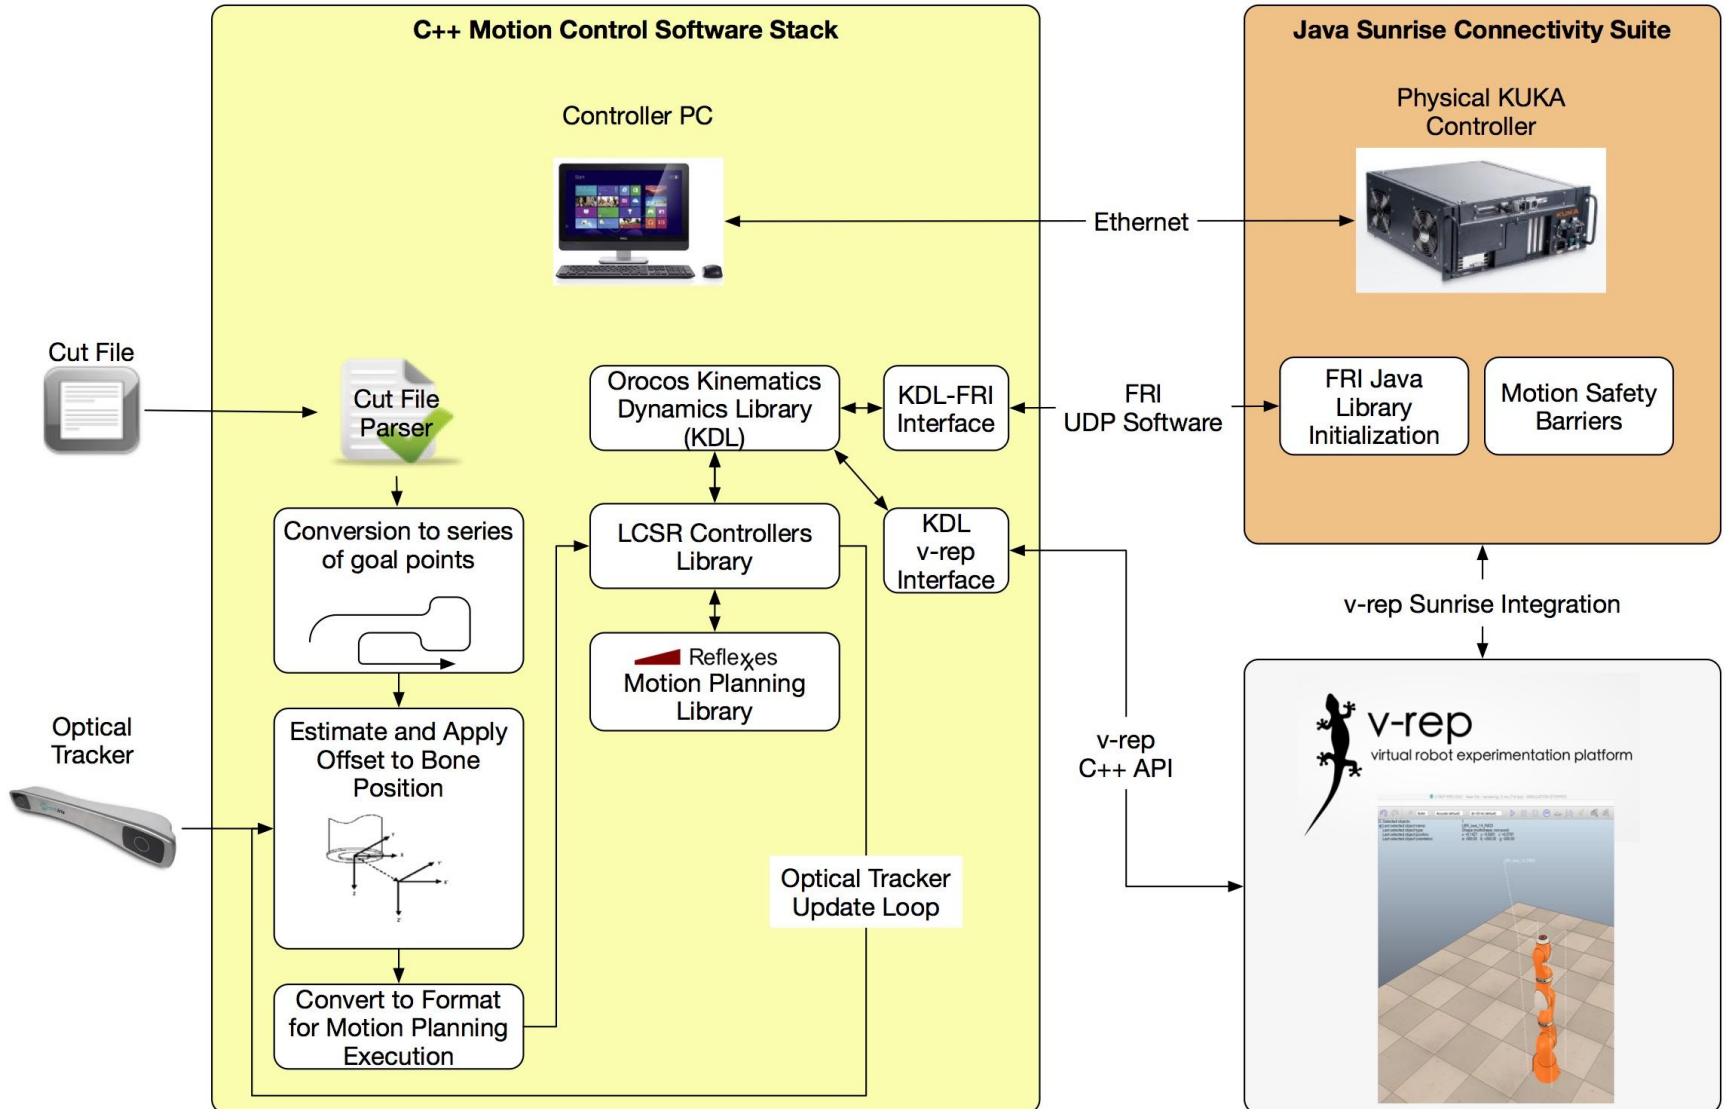 C++ Motion Control Software Stack
Java Sunrise Connectivity Suite
Controller PC
Physical KUKA
Controller
Start
KUKA
Ethernet
Cut File
Cut File
Parser
Orocos Kinematics
Dynamics Library
(KDL)
KDL-FRI
Interface
FRI
UDP Software
FRI Java
Library
Initialization
Motion Safety
Barriers
Conversion to series
of goal points
LCSR Controllers
Library
KDL
v-rep
Interface
v-rep Sunrise Integration
Reflexxes
Motion Planning
Library
Optical
Tracker
Estimate and Apply
Offset to Bone
Position
v-rep
C++ API
v-rep
virtual robot experimentation platform
Optical Tracker
Update Loop
Convert to Format
for Motion Planning
Execution